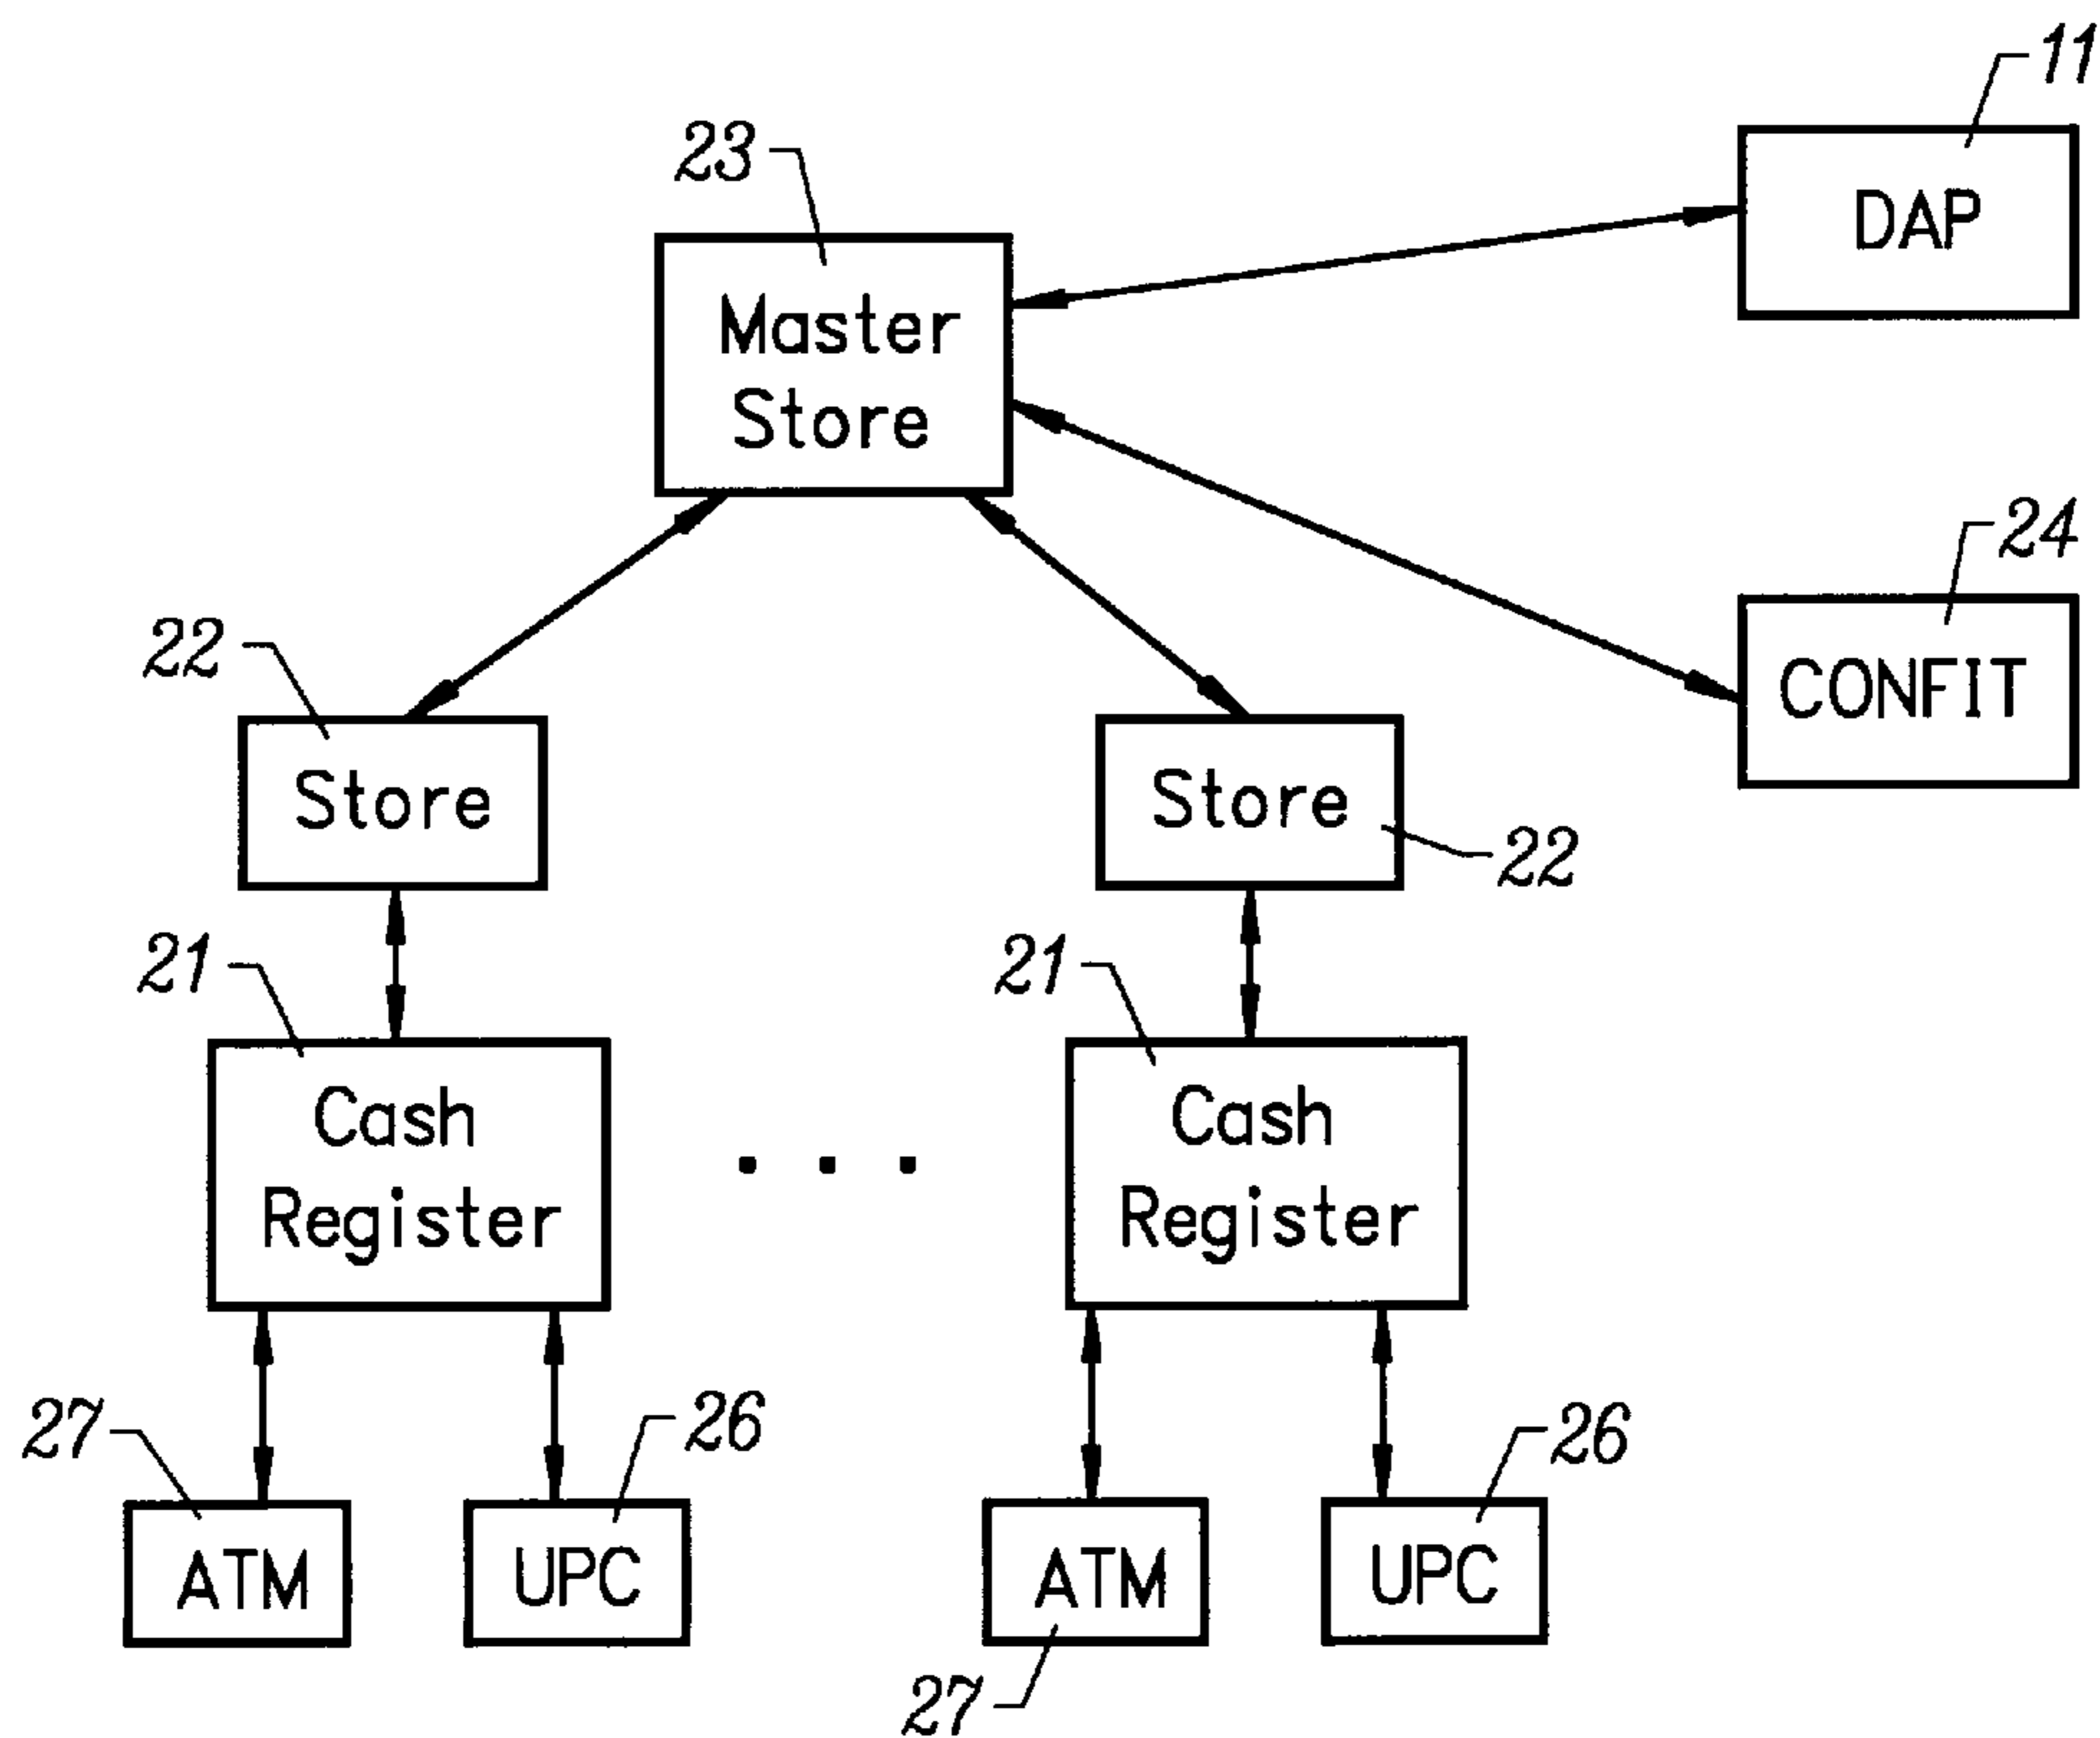 11
DAP
23
Master
Store
24
CONFIT
22
Store
Store
22
21
Cash
Register
21
Cash
Register
27
ATM
26
UPC
ATM
27
26
UPC